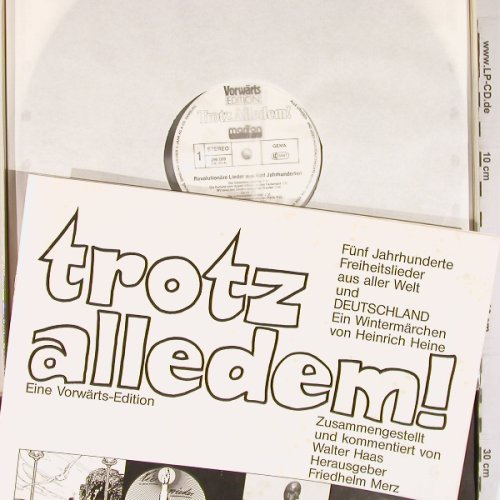 Vorwärts
EDITION
Trotz Alledem!
1
STEREO
GEMA
Revolutionäre Lieder aus fünf Jahrhunderten
www.LP-CD.de
10 cm
30 cm
trotz
alledem!
Eine Vorwärts-Edition
Fünf Jahrhunderte
Freiheitslieder
aus aller Welt
und
DEUTSCHLAND
Ein Wintermärchen
von Heinrich Heine
Zusammengestellt
und kommentiert von
Walter Haas
Herausgeber
Friedhelm Merz